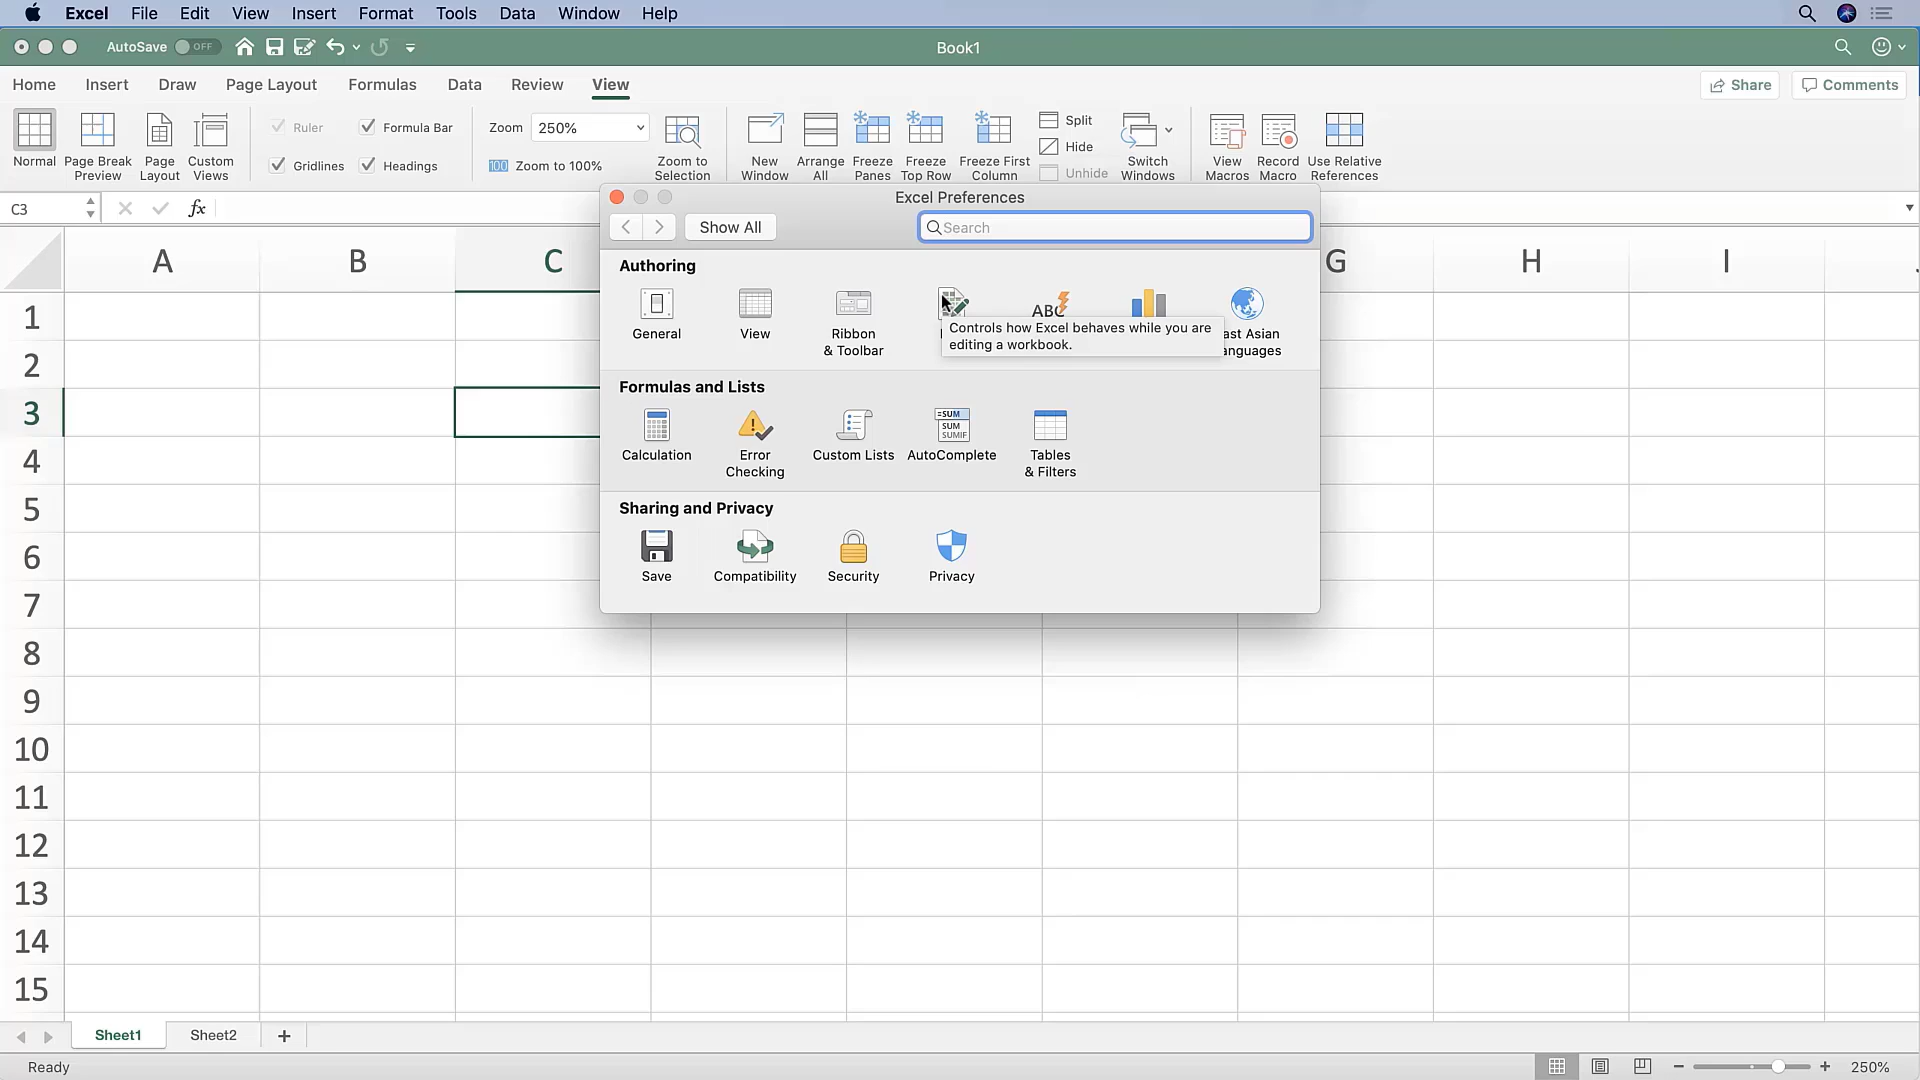 Excel File Edit View Insert Format Tools Data Window Help
AutoSave OFF Book1
Home Insert Draw Page Layout Formulas Data Review View Share Comments
Ruler Formula Bar Zoom 250% Split
Hide
Gridlines Headings 100 Zoom to 100% Unhide
Normal Page Break Preview Page Layout Custom Views Zoom to Selection New Window Arrange All Freeze Panes Freeze Top Row Freeze First Column Switch Windows View Macros Record Macro Use Relative References
C3 fx
Excel Preferences
Show All Search
A B C G H I
Authoring
ABC
General View Ribbon & Toolbar
Controls how Excel behaves while you are
editing a workbook.
ast Asian
anguages
Formulas and Lists
=SUM
SUM
SUMIF
Calculation Error Checking Custom Lists AutoComplete Tables & Filters
Sharing and Privacy
Save Compatibility Security Privacy
1
2
3
4
5
6
7
8
9
10
11
12
13
14
15
Sheet1 Sheet2 +
Ready 250%